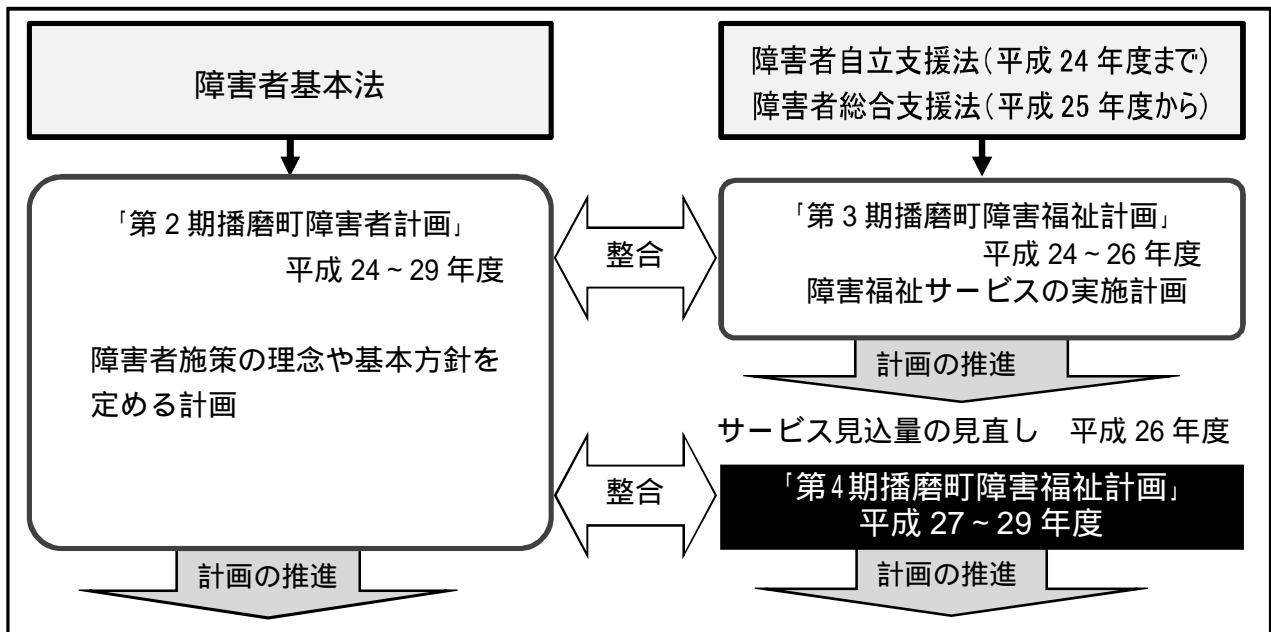 障害者基本法
障害者自立支援法(平成 24 年度まで)
障害者総合支援法(平成 25 年度から)
「第 2 期播磨町障害者計画」
平成 24 ~ 29 年度
障害者施策の理念や基本方針を
定める計画
整合
「第 3 期播磨町障害福祉計画」
平成 24 ~ 26 年度
障害福祉サービスの実施計画
計画の推進
サービス見込量の見直し　平成 26 年度
整合
「第4期播磨町障害福祉計画」
平成 27 ~ 29 年度
計画の推進
計画の推進